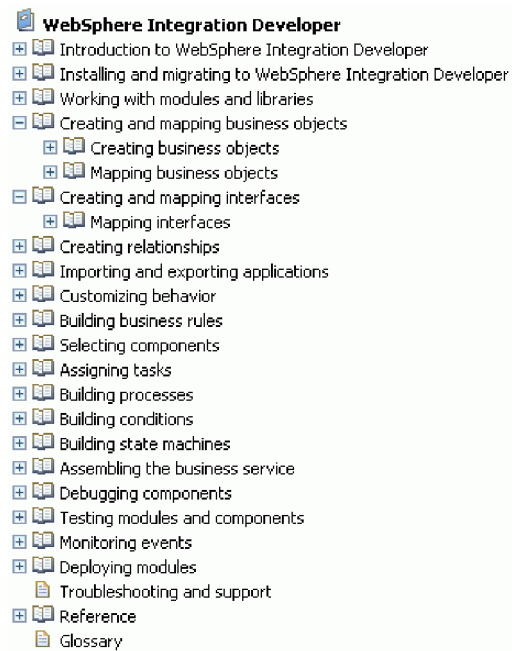 WebSphere Integration Developer
Introduction to WebSphere Integration Developer
Installing and migrating to WebSphere Integration Developer
Working with modules and libraries
Creating and mapping business objects
Creating business objects
Mapping business objects
Creating and mapping interfaces
Mapping interfaces
Creating relationships
Importing and exporting applications
Customizing behavior
Building business rules
Selecting components
Assigning tasks
Building processes
Building conditions
Building state machines
Assembling the business service
Debugging components
Testing modules and components
Monitoring events
Deploying modules
Troubleshooting and support
Reference
Glossary